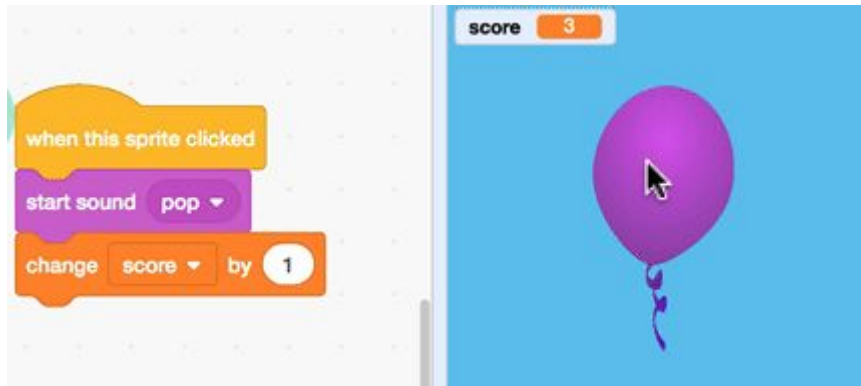 when this sprite clicked
start sound pop
change score by 1
score 3